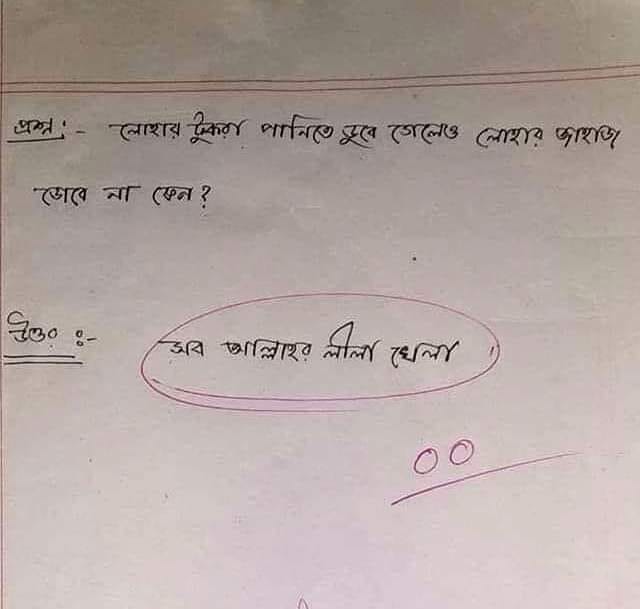 প্রশ্ন :- লোহার টুকরা পানিতে ডুবে গেলেও লোহার জাহাজ
ডোবে না কেন ?
উত্তর ঃ- সব আল্লাহর লীলা খেলা
00